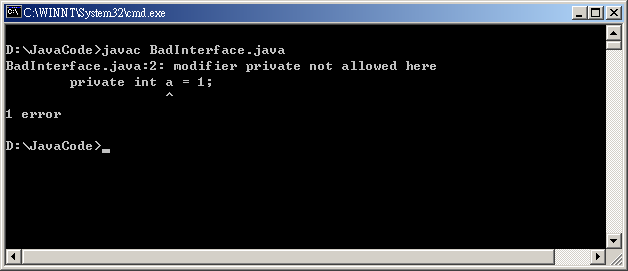 C:\WINNT\System32\cmd.exe
D:\JavaCode>javac BadInterface.java
BadInterface.java:2: modifier private not allowed here
        private int a = 1;
                    ^
1 error
D:\JavaCode>_